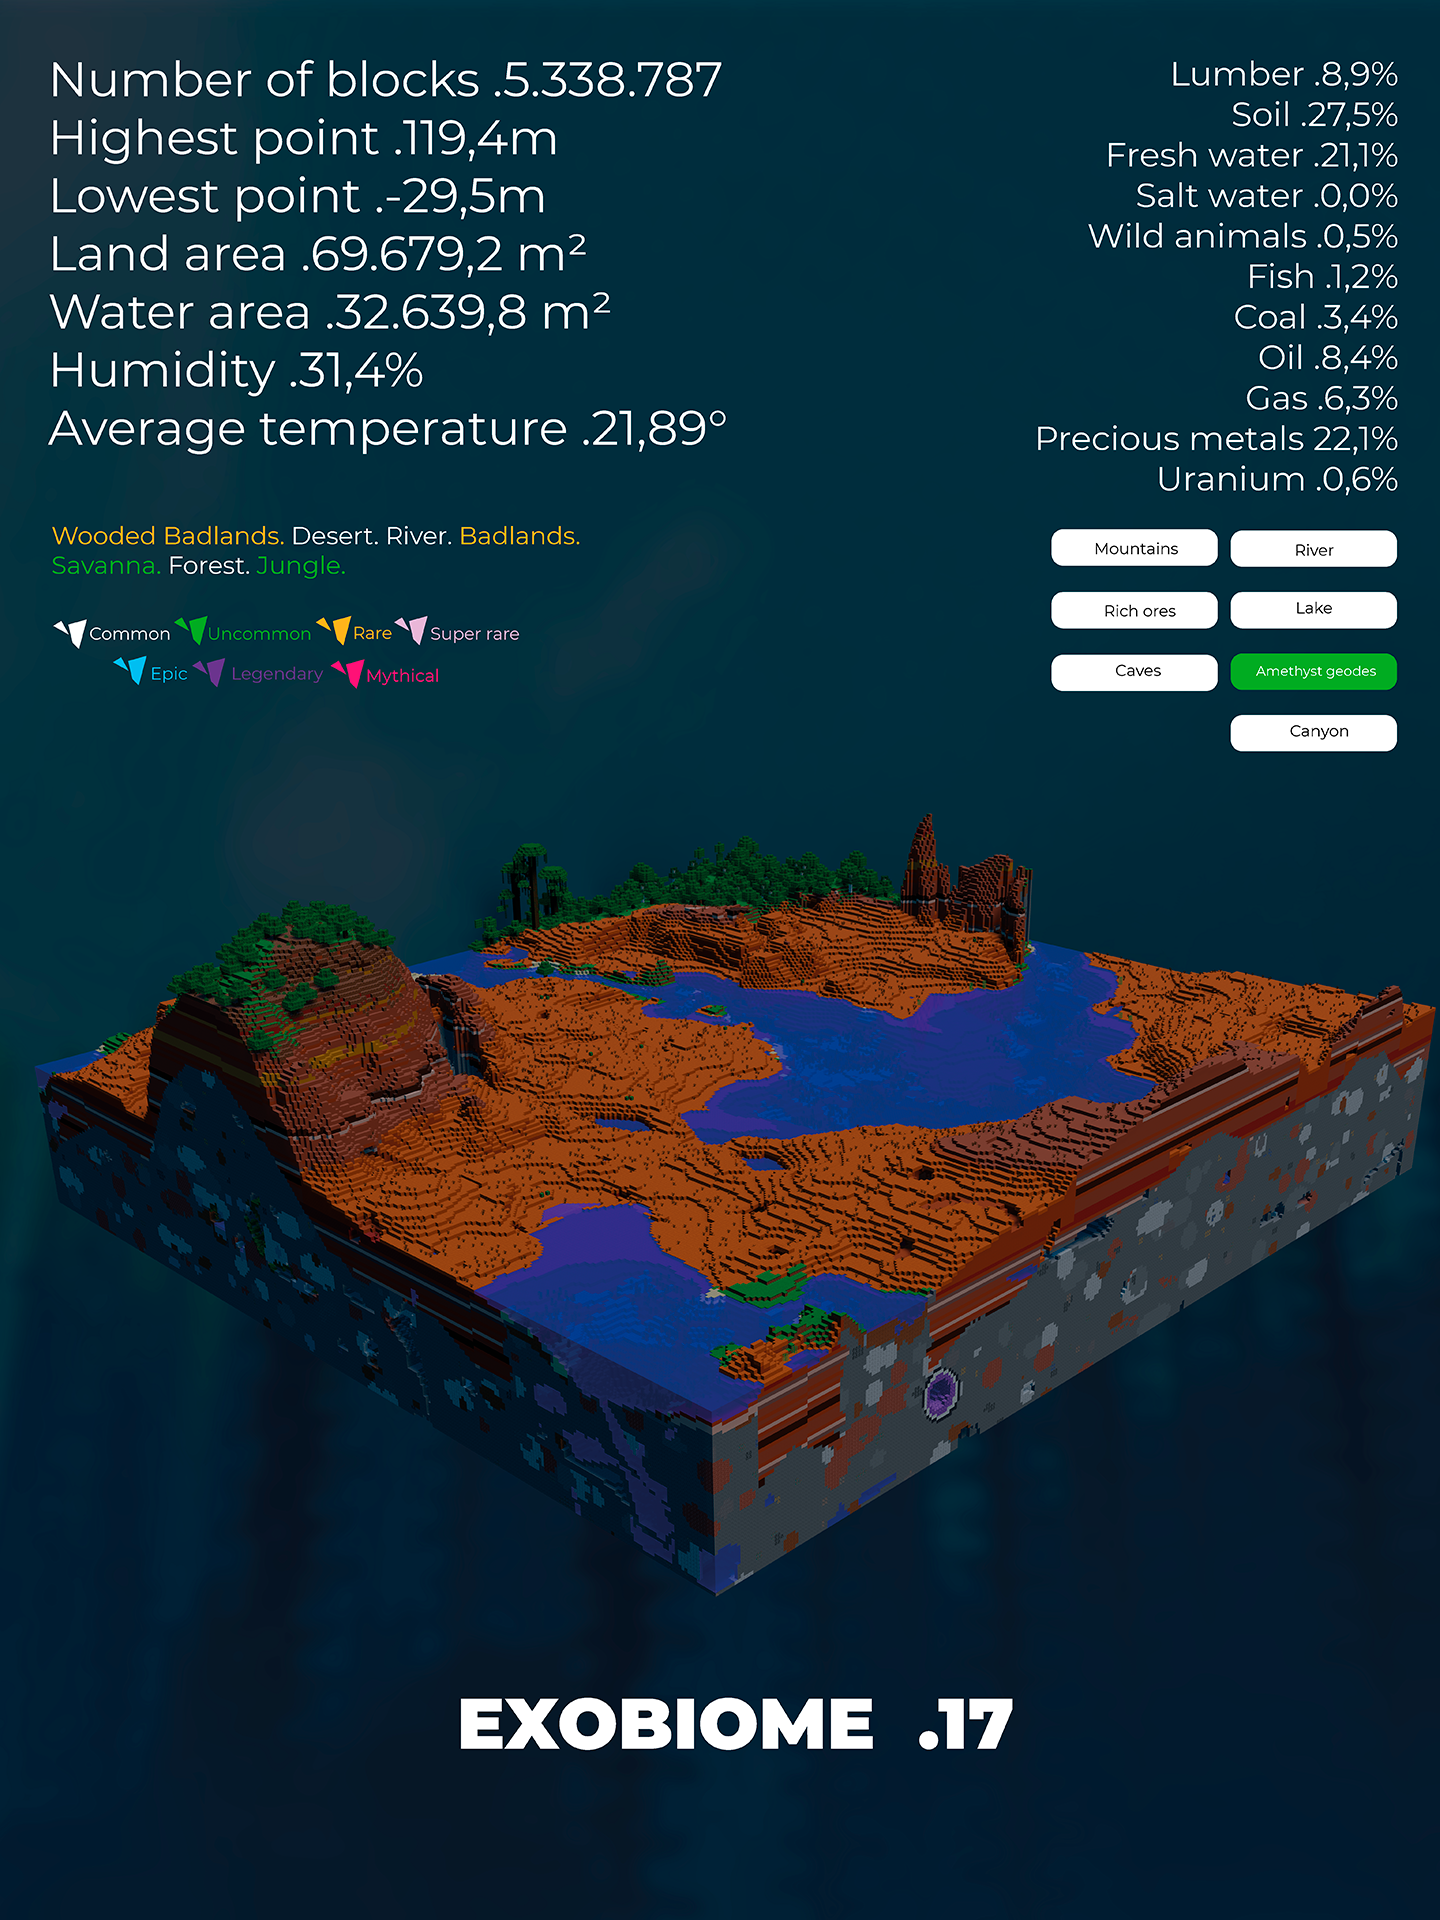 Number of blocks .5.338.787
Highest point .119,4m
Lowest point .-29,5m
Land area .69.679,2 m²
Water area .32.639,8 m²
Humidity .31,4%
Average temperature .21,89°
Wooded Badlands. Desert. River. Badlands.
Savanna. Forest. Jungle.
Common Uncommon Rare Super rare
Epic Legendary Mythical
Lumber .8,9%
Soil .27,5%
Fresh water .21,1%
Salt water .0,0%
Wild animals .0,5%
Fish .1,2%
Coal .3,4%
Oil .8,4%
Gas .6,3%
Precious metals 22,1%
Uranium .0,6%
Mountains River
Rich ores Lake
Caves Amethyst geodes
Canyon
EXOBIOME .17